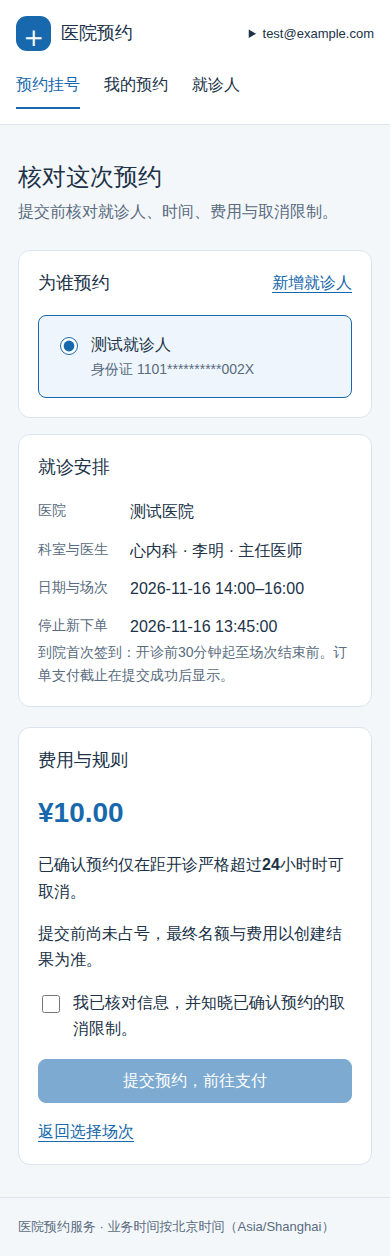 医院预约
test@example.com
预约挂号 我的预约 就诊人
核对这次预约
提交前核对就诊人、时间、费用与取消限制。
为谁预约 新增就诊人
测试就诊人
身份证 1101**********002X
就诊安排
医院 测试医院
科室与医生 心内科 · 李明 · 主任医师
日期与场次 2026-11-16 14:00–16:00
停止新下单 2026-11-16 13:45:00
到院首次签到：开诊前30分钟起至场次结束前。订
单支付截止在提交成功后显示。
费用与规则
¥10.00
已确认预约仅在距开诊严格超过24小时时可
取消。
提交前尚未占号，最终名额与费用以创建结
果为准。
我已核对信息，并知晓已确认预约的取
消限制。
提交预约，前往支付
返回选择场次
医院预约服务 · 业务时间按北京时间（Asia/Shanghai）